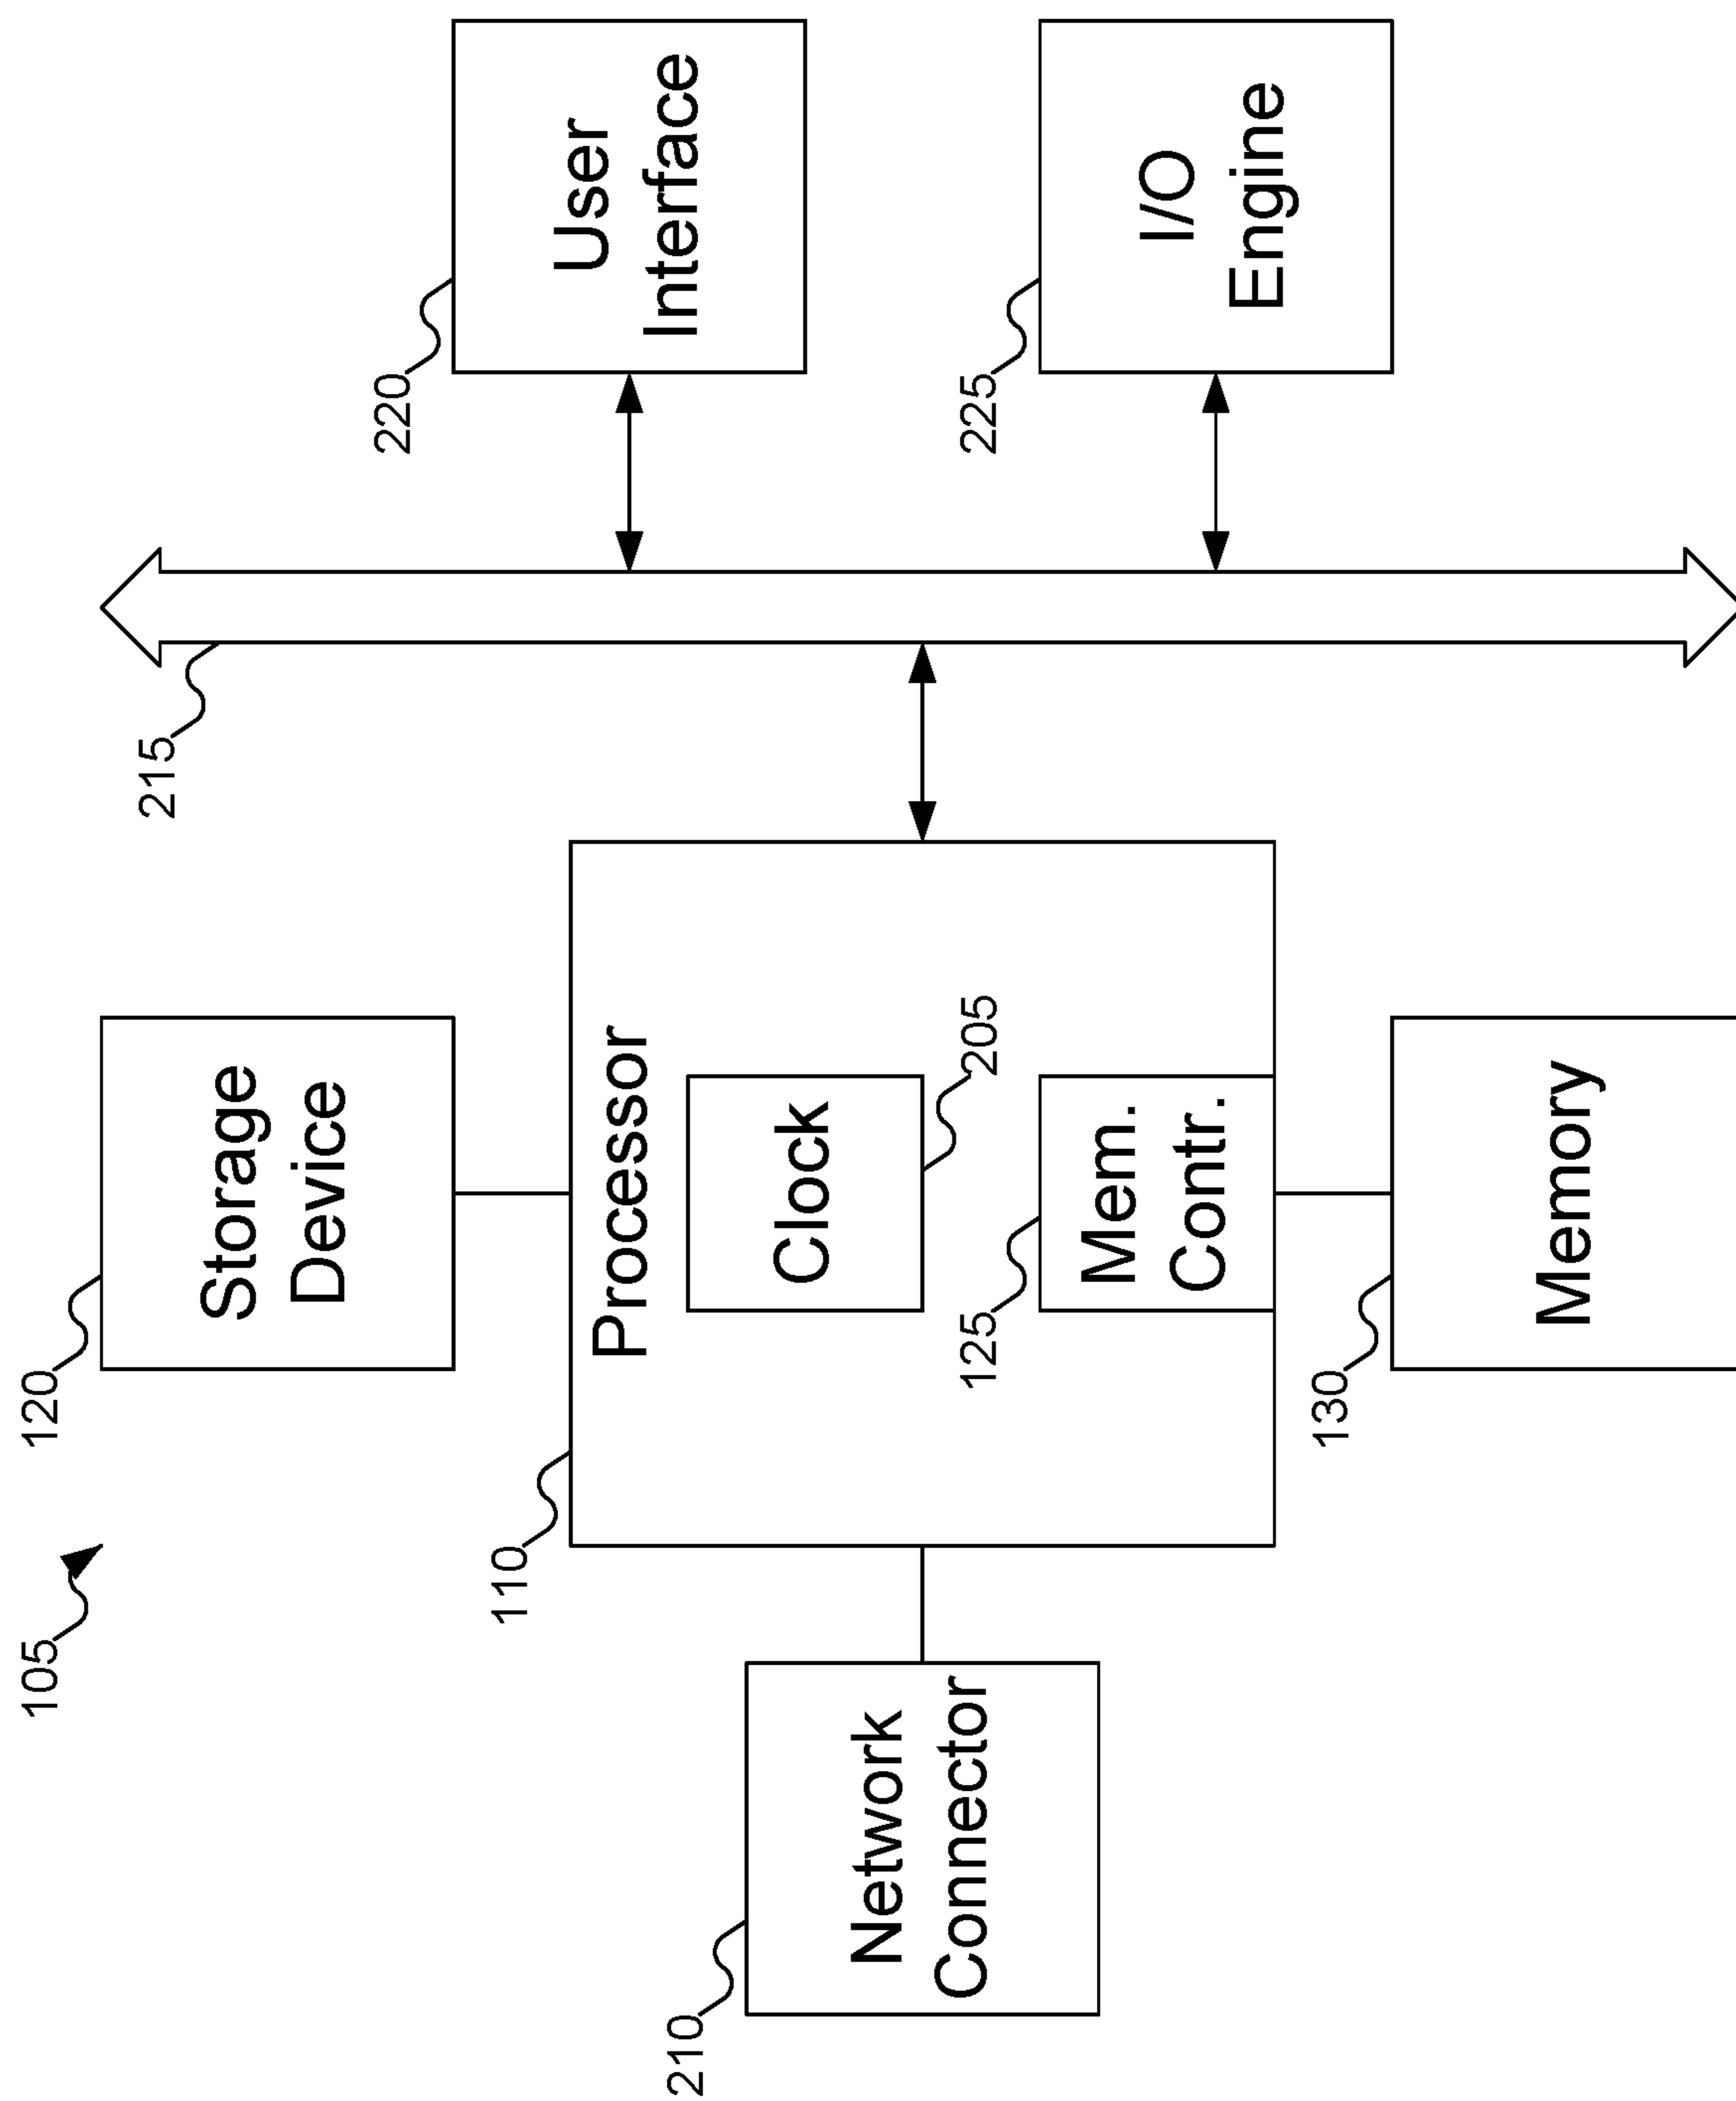 105
120
Storage
Device
215
110
Processor
220
User
Interface
210
Network
Connector
Clock
205
125
Mem.
Contr.
225
I/O
Engine
130
Memory